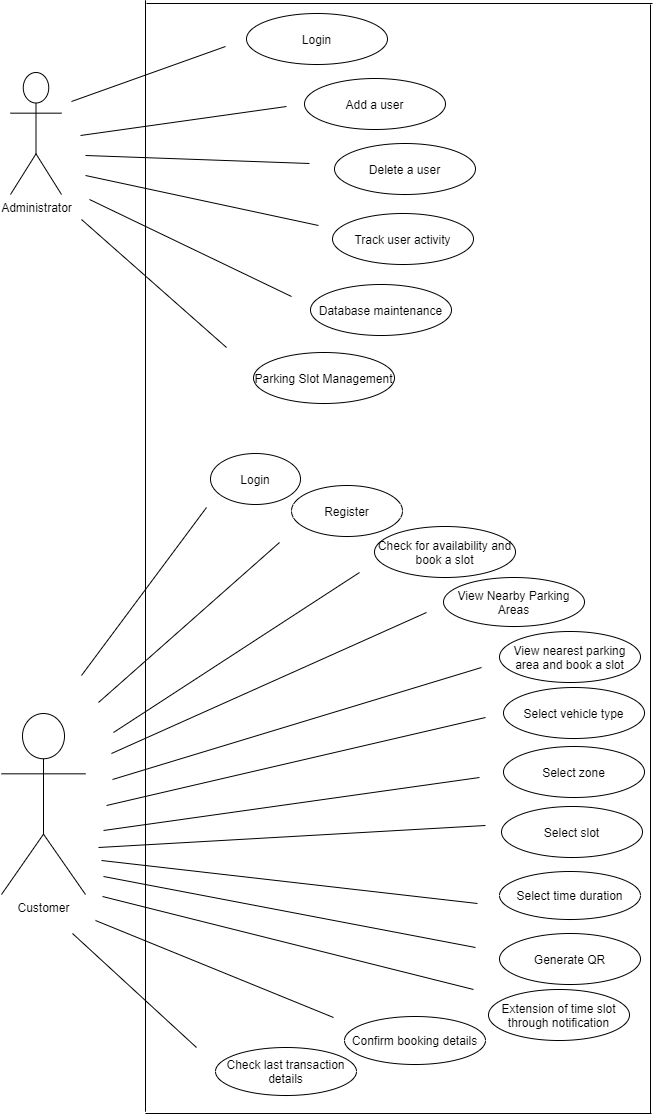 Login
Add a user
Delete a user
Administrator
Track user activity
Database maintenance
Parking Slot Management
Login
Register
Check for availability and
book a slot
View Nearby Parking
Areas
View nearest parking
area and book a slot
Select vehicle type
Select zone
Select slot
Select time duration
Customer
Generate QR
Extension of time slot
through notification
Confirm booking details
Check last transaction
details